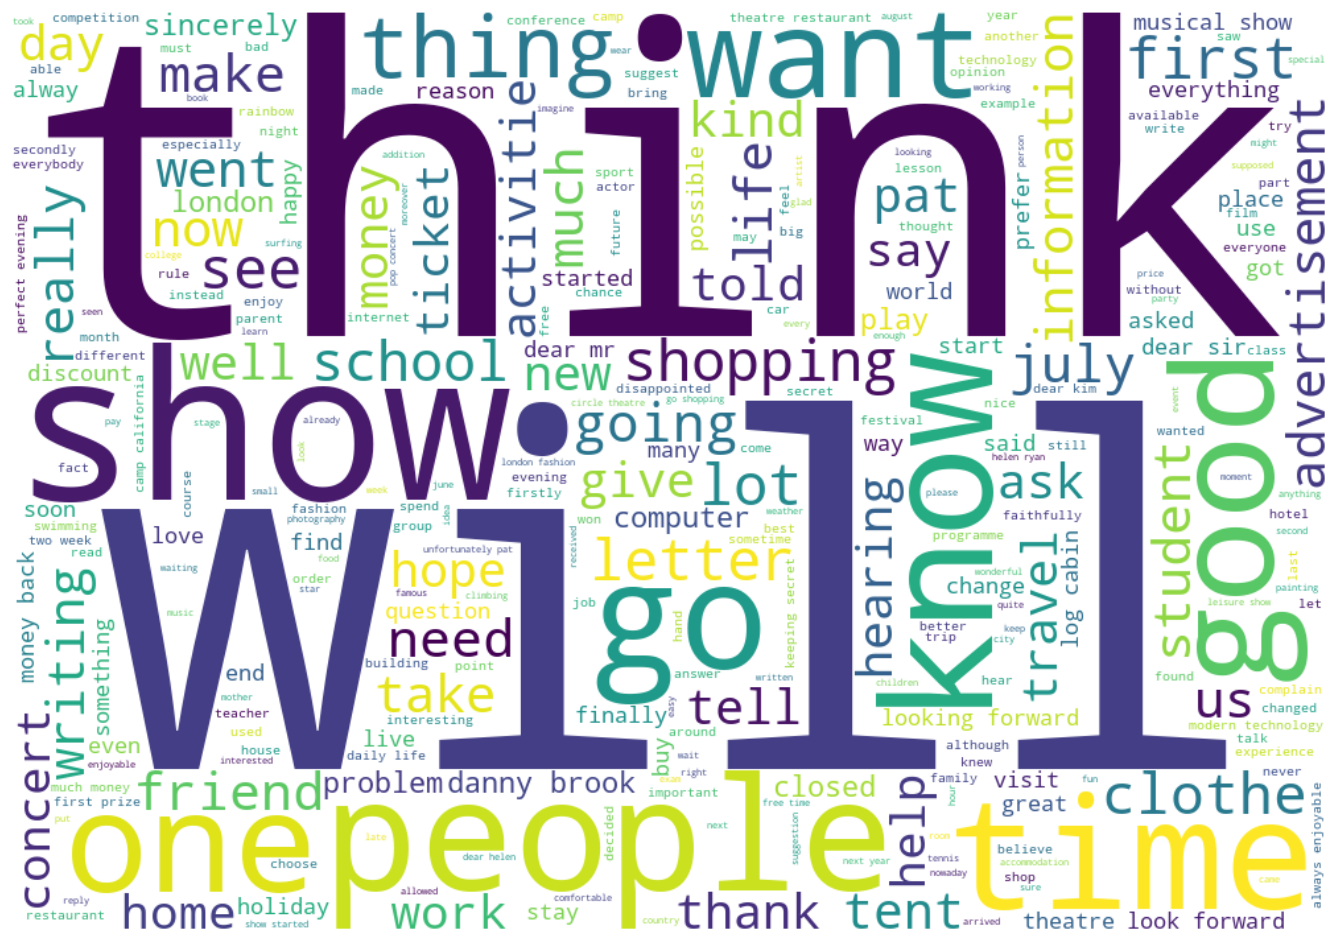 think
will
show
people
one
time
go
good
know
want
thing
first
day
sincerely
make
alway
went
london
now
see
really
money
ticket
activitie
much
kind
life
told
pat
say
information
advertisement
musical show
everything
took
competition
must
bad
able
book
rainbow
night
secondly
everybody
especially
happy
surfing
college
rule
instead
enjoy
parent
learn
seen
perfect evening
month
different
discount
well
school
dear mr
new
shopping
july
start
dear sir
class
dear kim
conference
camp
wear
suggest
bring
made
reason
imagine
theatre restaurant
august
year
another
technology
opinion
working
example
saw
special
available
write
try
might
supposed
part
place
film
use
everyone
got
price
without
party
asked
addition
moreover
pop concert
internet
sport
actor
future
started
chance
free
possible
may
big
feel
artist
glad
car
every
enough
looking
lesson
thought
world
play
prefer
person
disappointed
secret
circle theatre
go shopping
going
many
come
london fashion
evening
firstly
give
lot
computer
won
weather
best
sometime
letter
festival
way
nice
said
still
helen ryan
ask
please
faithfully
hearing
programme
wonderful
change
quite
better
trip
keep
city
travel
log cabin
children
hear
looking forward
student
wanted
event
moment
anything
hotel
second
last
painting
leisure show
let
found
us
complain
changed
modern technology
talk
experience
camp california
pay
stage
already
look
fact
small
week
june
course
fashion
photography
spend
group
idea
soon
swimming
two week
read
love
find
waiting
order
star
food
music
unfortunately pat
received
hope
famous
climbing
question
job
need
hand
keeping secret
money back
writing
something
building
point
answer
written
end
mother
teacher
used
take
interesting
finally
easy
tell
even
enjoyable
house
interested
live
daily life
buy
around
wait
right
although
knew
concert
much money
first prize
put
friend
problem
danny brook
important
exam
closed
free time
help
family
hour
visit
fun
great
clothe
never
always enjoyable
late
choose
dear helen
decided
next
suggestion
next year
room
tennis
nowaday
believe
accommodation
shop
sure
came
reply
restaurant
home
holiday
show started
allowed
work
comfortable
stay
country
thank
tent
arrived
theatre
look forward